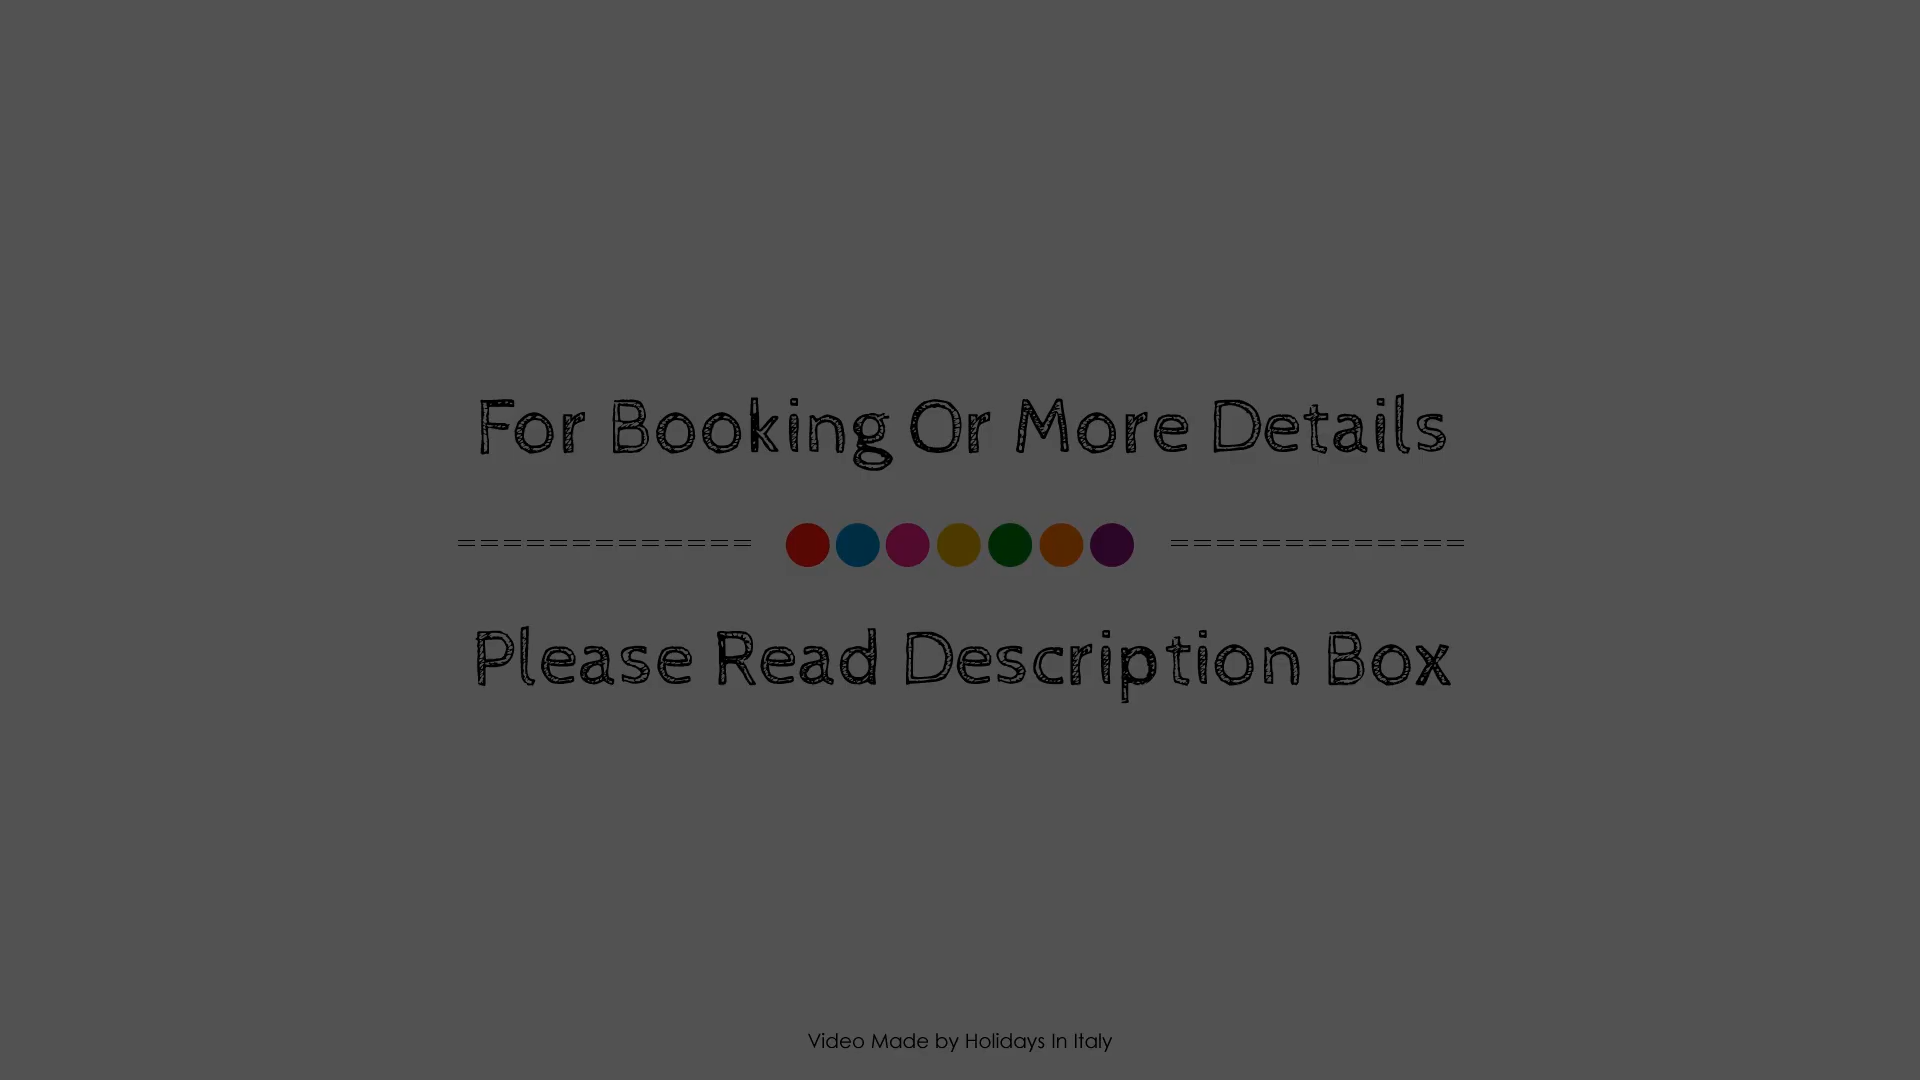 For Booking Or More Details
============= =============
Please Read Description Box
Video Made by Holidays In Italy